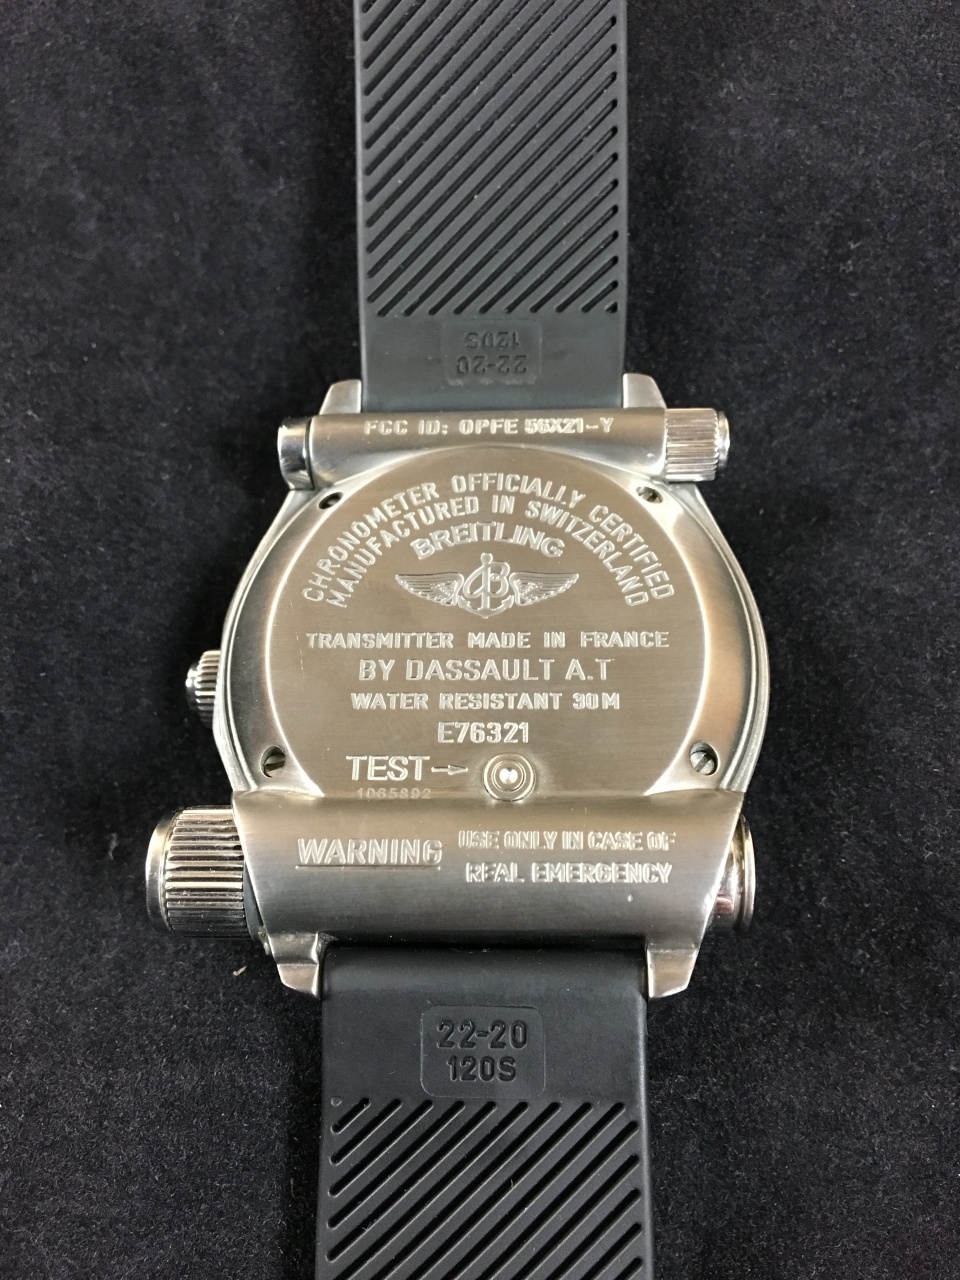 22-20
120S
FCC ID: OPFE 56X21-Y
CHRONOMETER OFFICIALLY CERTIFIED
MANUFACTURED IN SWITZERLAND
BREITLING
B
TRANSMITTER MADE IN FRANCE
BY DASSAULT A.T
WATER RESISTANT 30M
E76321
TEST→
1065892
WARNING USE ONLY IN CASE OF
REAL EMERGENCY
22-20
120S